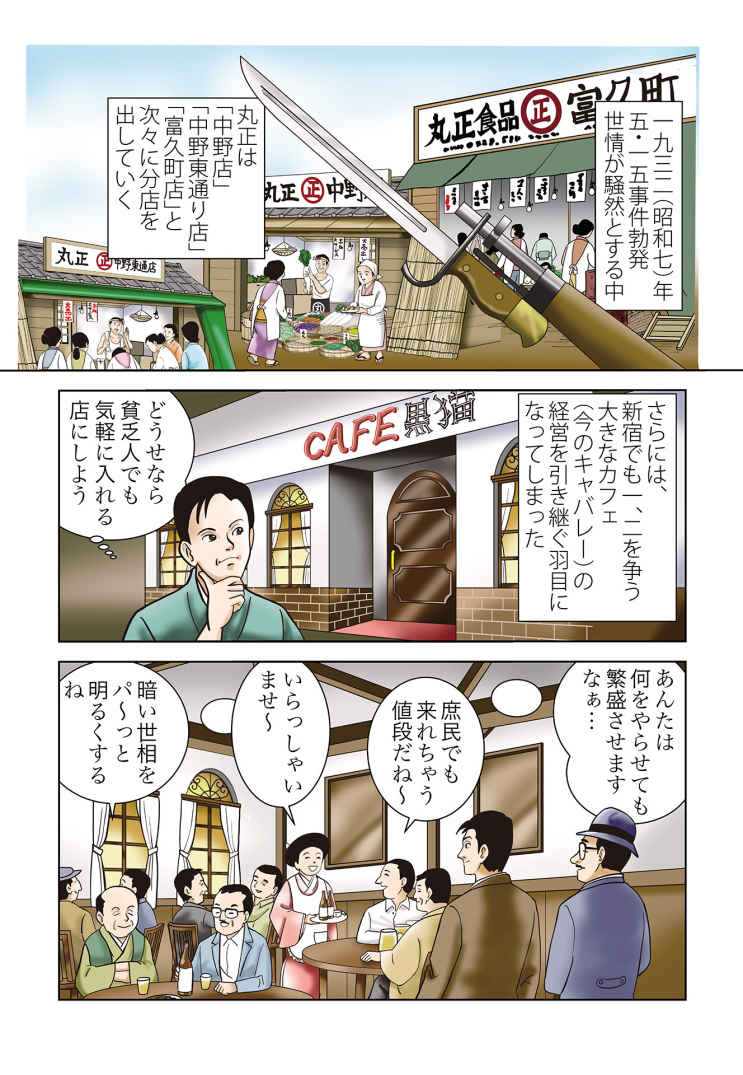 一九三二(昭和七)年
五・一五事件勃発
世情が騒然とする中
丸正食品 正 富久町
丸正 正 中野
丸正は
「中野店」
「中野東通り店」
「富久町店」と
次々に分店を
出していく
丸正 正 中野東通店
さらには、
新宿でも一、二を争う
大きなカフェ
(今のキャバレー)の
経営を引き継ぐ羽目に
なってしまった
CAFE 黒猫
どうせなら
貧乏人でも
気軽に入れる
店にしよう
あんたは
何をやらせても
繁盛させます
なぁ…
庶民でも
来れちゃう
値段だね〜
いらっしゃい
ませ〜
暗い世相を
パ〜っと
明るくする
ね